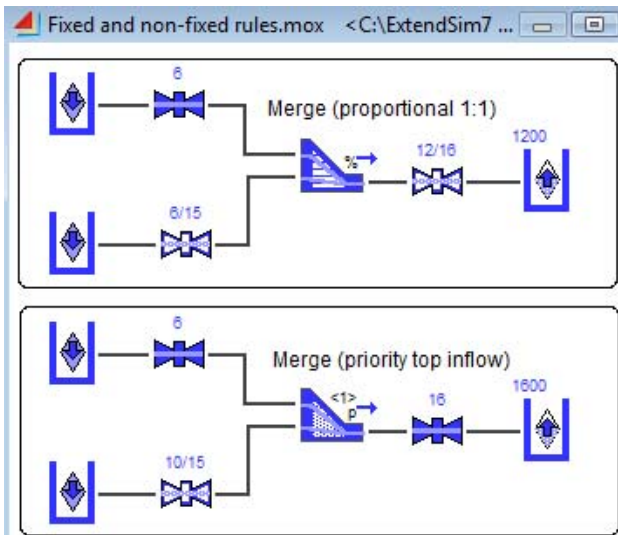 Fixed and non-fixed rules.mox <C:\ExtendSim7 ...
6
Merge (proportional 1:1)
1200
12/16
%
6/15
6
Merge (priority top inflow)
1600
<1>
p
16
10/15